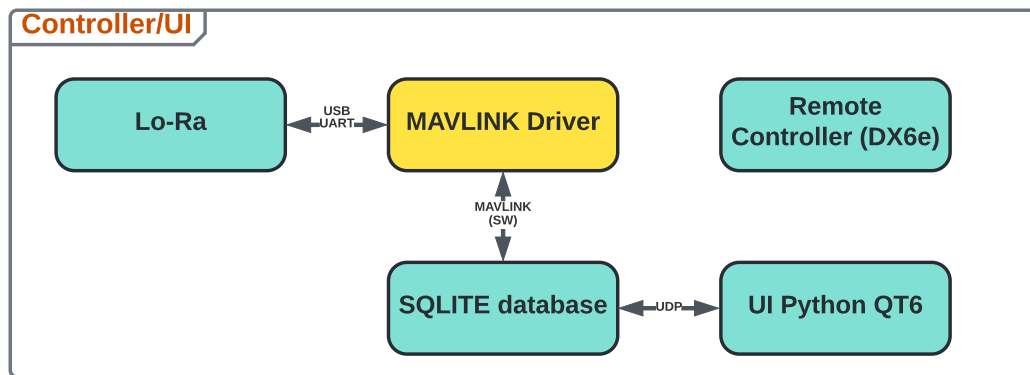 Controller/UI
Lo-Ra
USB
UART
MAVLINK Driver
Remote
Controller (DX6e)
MAVLINK
(SW)
SQLITE database
UDP
UI Python QT6